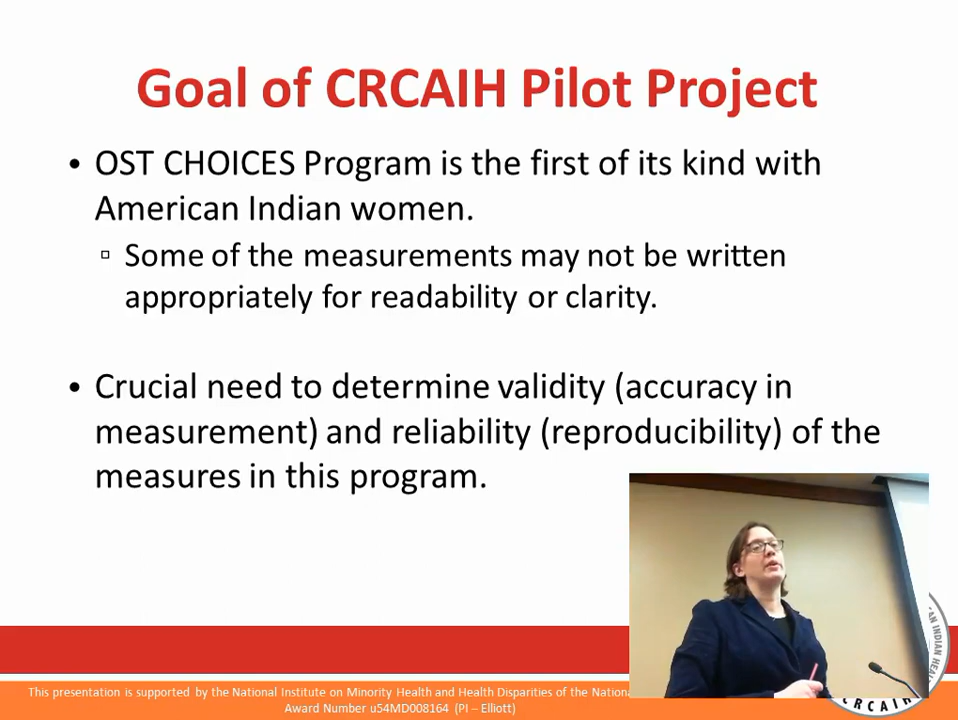 Goal of CRCAIH Pilot Project
• OST CHOICES Program is the first of its kind with
American Indian women.
▫ Some of the measurements may not be written
appropriately for readability or clarity.
• Crucial need to determine validity (accuracy in
measurement) and reliability (reproducibility) of the
measures in this program.
This presentation is supported by the National Institute on Minority Health and Health Disparities of the
Award Number u54MD008164 (PI – Elliott)
INDIAN
CRCAIH